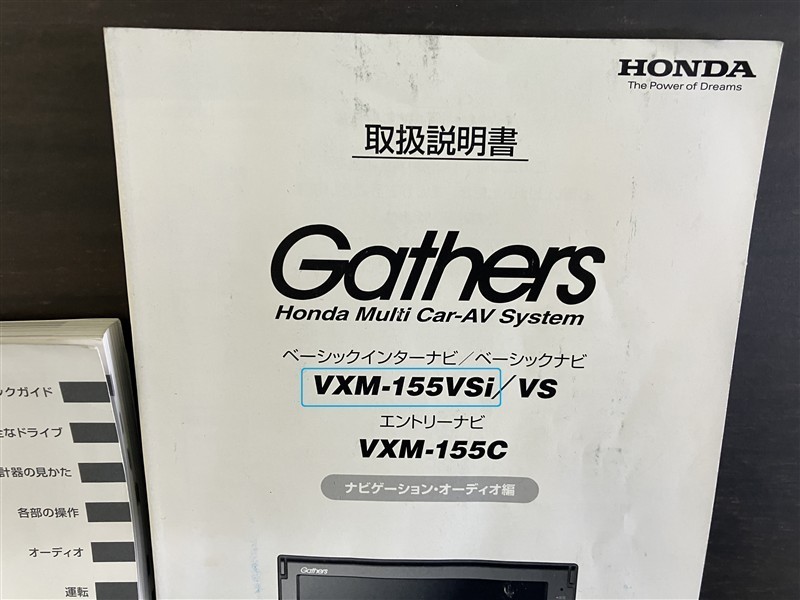 HONDA
The Power of Dreams
取扱説明書
Gathers
Honda Multi Car-AV System
ベーシックインターナビ／ベーシックナビ
VXM-155VSi/VS
エントリーナビ
VXM-155C
ナビゲーション・オーディオ編
Gathers
ックガイド
なドライブ
計器の見かた
各部の操作
オーディオ
運転